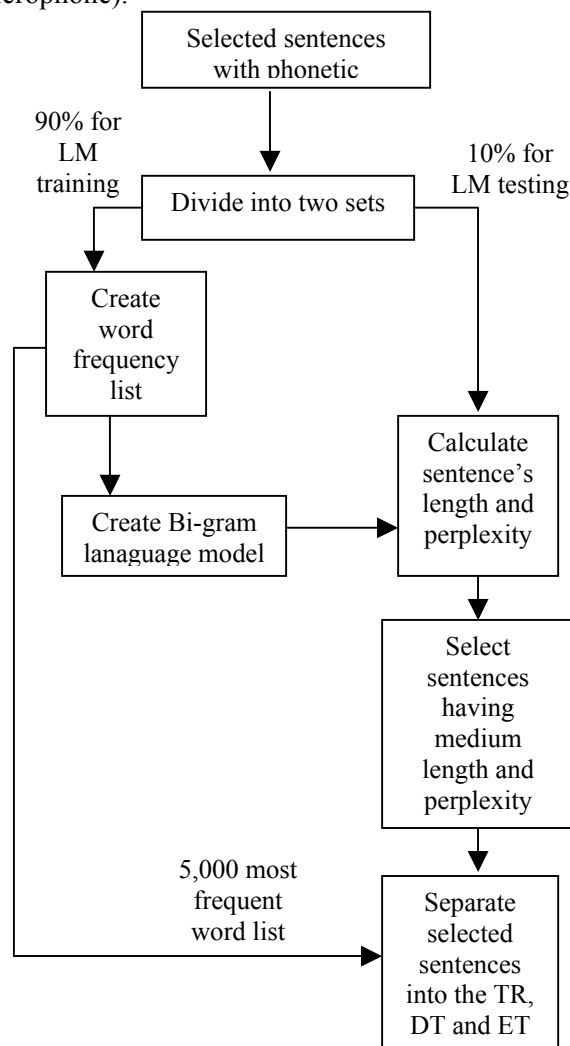 Selected sentences
with phonetic
90% for
LM
training
10% for
LM testing
Divide into two sets
Create
word
frequency
list
Calculate
sentence’s
length and
perplexity
Create Bi-gram
lanaguage model
Select
sentences
having
medium
length and
perplexity
5,000 most
frequent
word list
Separate
selected
sentences
into the TR,
DT and ET